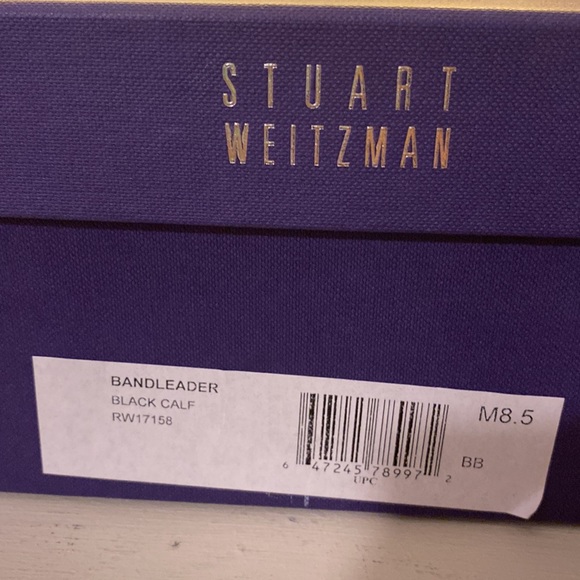 STUART
WEITZMAN
BANDLEADER
BLACK CALF
RW17158
M8.5
6 47245 78997 2
UPC
BB